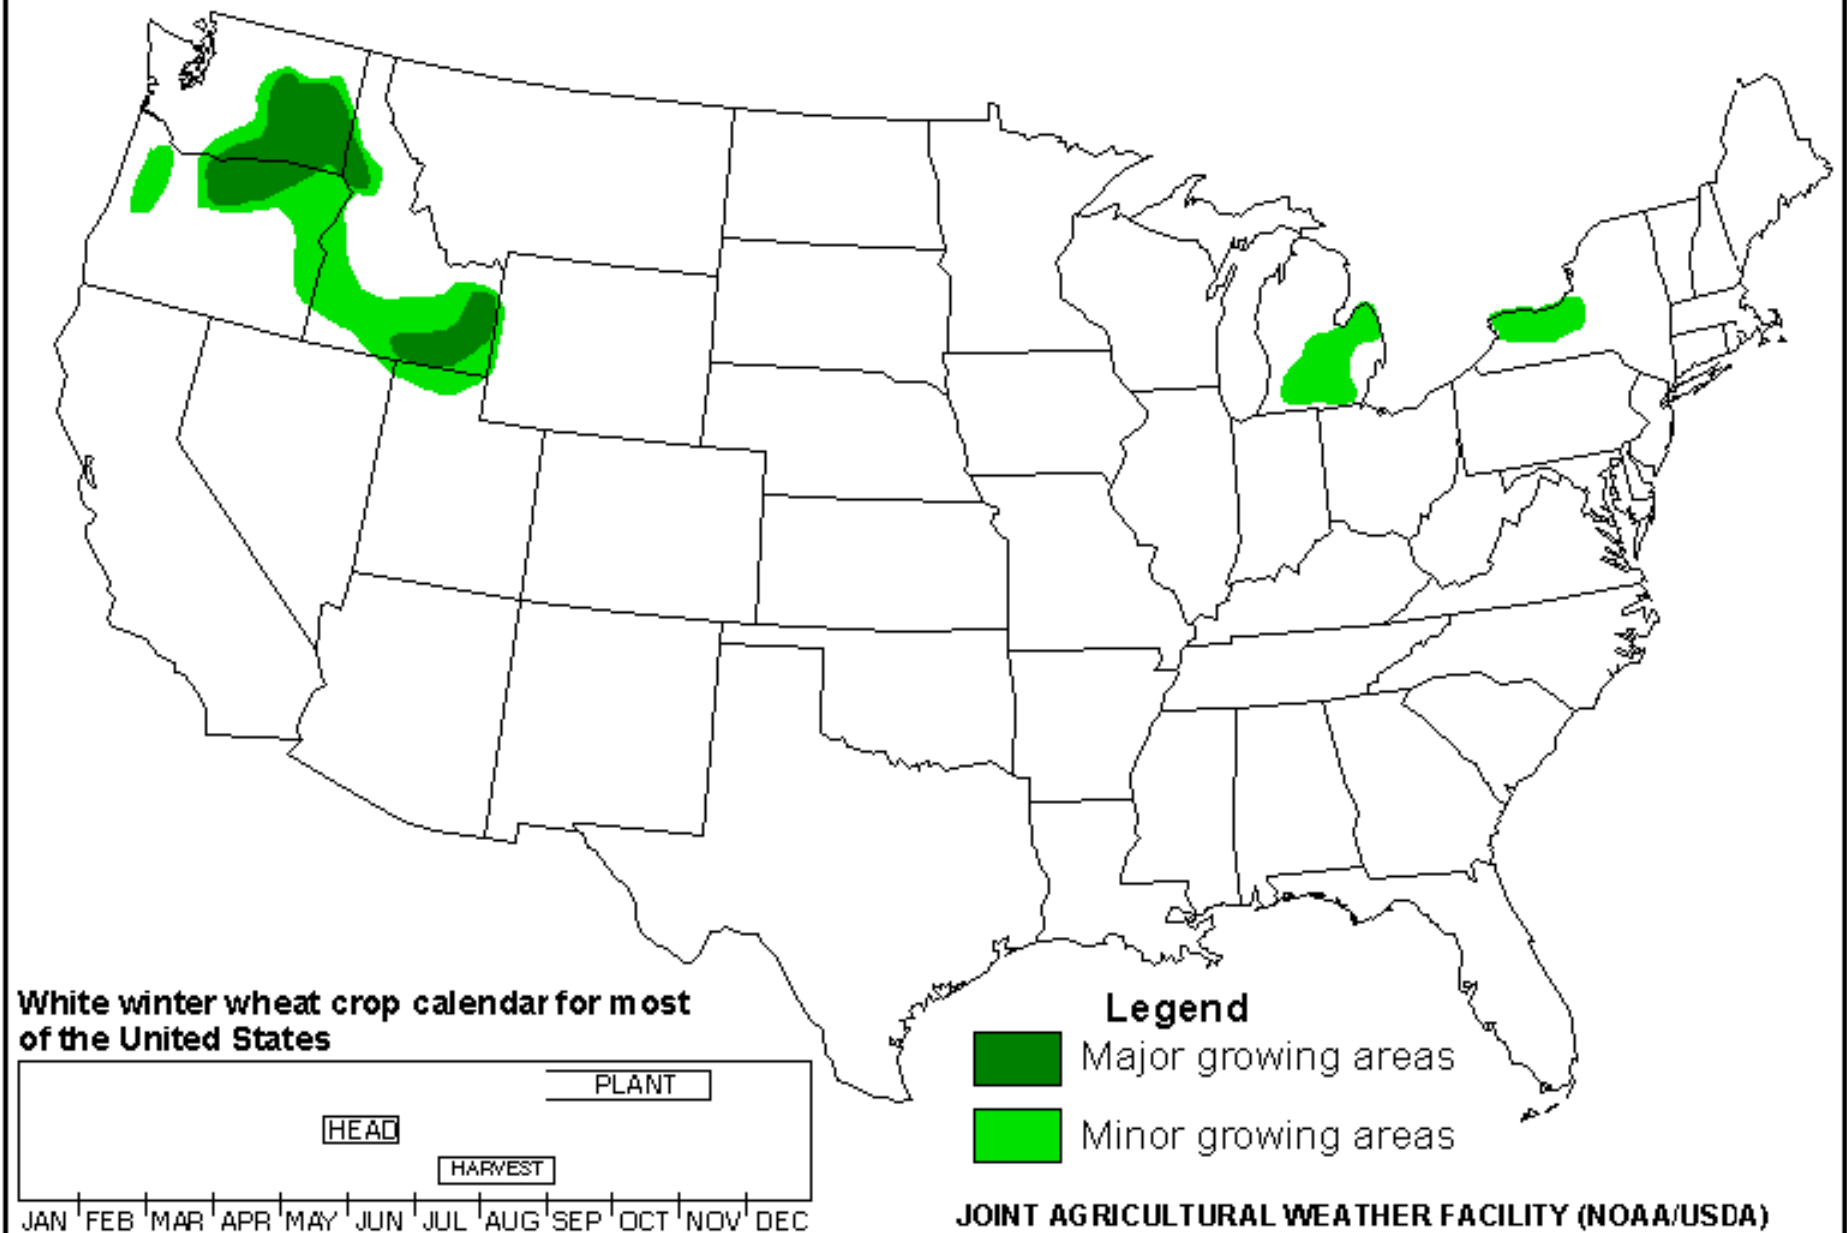 White winter wheat crop calendar for most
of the United States
PLANT
HEAD
HARVEST
JAN FEB MAR APR MAY JUN JUL AUG SEP OCT NOV DEC
Legend
Major growing areas
Minor growing areas
JOINT AGRICULTURAL WEATHER FACILITY (NOAA/USDA)